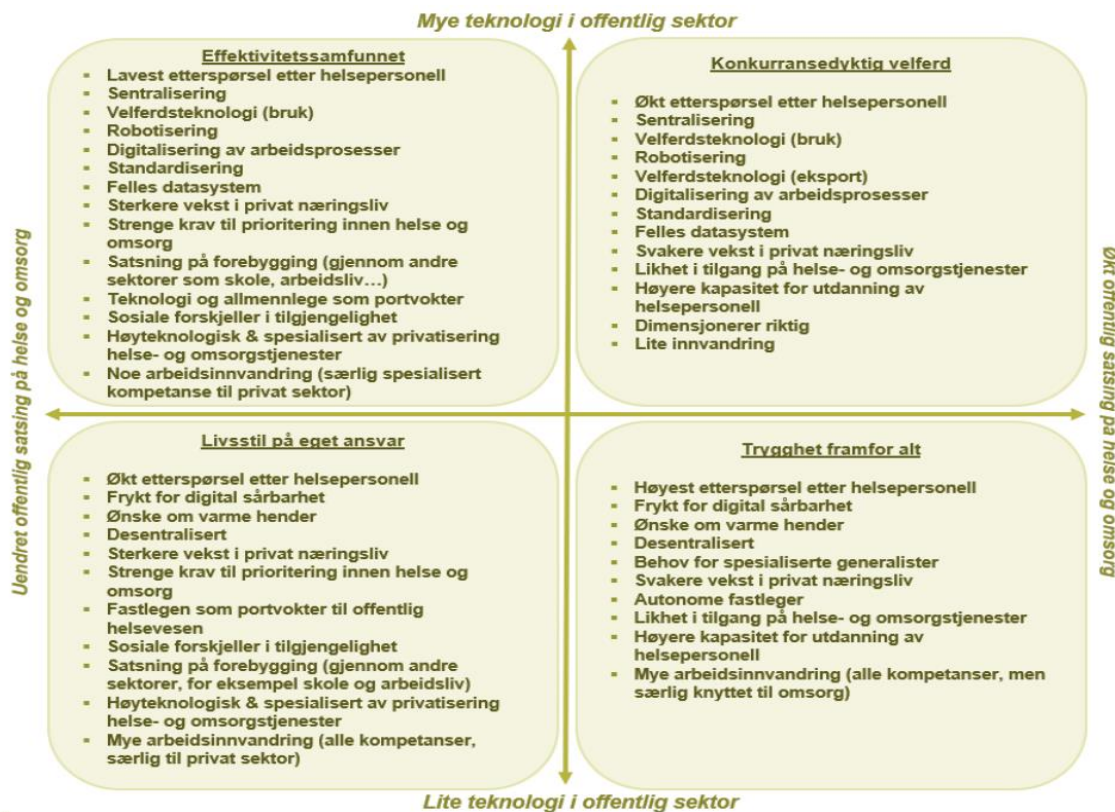 Mye teknologi i offentlig sektor
Effektivitetssamfunnet
▪ Lavest etterspørsel etter helsepersonell
▪ Sentralisering
▪ Velferdsteknologi (bruk)
▪ Robotisering
▪ Digitalisering av arbeidsprosesser
▪ Standardisering
▪ Felles datasystem
▪ Sterkere vekst i privat næringsliv
▪ Strenge krav til prioritering innen helse og
omsorg
▪ Satsning på forebygging (gjennom andre
sektorer som skole, arbeidsliv…)
▪ Teknologi og allmennlege som portvokter
▪ Sosiale forskjeller i tilgjengelighet
▪ Høyteknologisk & spesialisert av privatisering
helse- og omsorgstjenester
▪ Noe arbeidsinnvandring (særlig spesialisert
kompetanse til privat sektor)
Konkurransedyktig velferd
▪ Økt etterspørsel etter helsepersonell
▪ Sentralisering
▪ Velferdsteknologi (bruk)
▪ Robotisering
▪ Velferdsteknologi (eksport)
▪ Digitalisering av arbeidsprosesser
▪ Standardisering
▪ Felles datasystem
▪ Svakere vekst i privat næringsliv
▪ Likhet i tilgang på helse- og omsorgstjenester
▪ Høyere kapasitet for utdanning av
helsepersonell
▪ Dimensjonerer riktig
▪ Lite innvandring
Uendret offentlig satsing på helse og omsorg
Økt offentlig satsing på helse og omsorg
Livsstil på eget ansvar
▪ Økt etterspørsel etter helsepersonell
▪ Frykt for digital sårbarhet
▪ Ønske om varme hender
▪ Desentralisert
▪ Sterkere vekst i privat næringsliv
▪ Strenge krav til prioritering innen helse og
omsorg
▪ Fastlegen som portvokter til offentlig
helsevesen
▪ Sosiale forskjeller i tilgjengelighet
▪ Satsning på forebygging (gjennom andre
sektorer, for eksempel skole og arbeidsliv)
▪ Høyteknologisk & spesialisert av privatisering
helse- og omsorgstjenester
▪ Mye arbeidsinnvandring (alle kompetanser,
særlig til privat sektor)
Trygghet framfor alt
▪ Høyest etterspørsel etter helsepersonell
▪ Frykt for digital sårbarhet
▪ Ønske om varme hender
▪ Desentralisert
▪ Behov for spesialiserte generalister
▪ Svakere vekst i privat næringsliv
▪ Autonome fastleger
▪ Likhet i tilgang på helse- og omsorgstjenester
▪ Høyere kapasitet for utdanning av
helsepersonell
▪ Mye arbeidsinnvandring (alle kompetanser, men
særlig knyttet til omsorg)
Lite teknologi i offentlig sektor